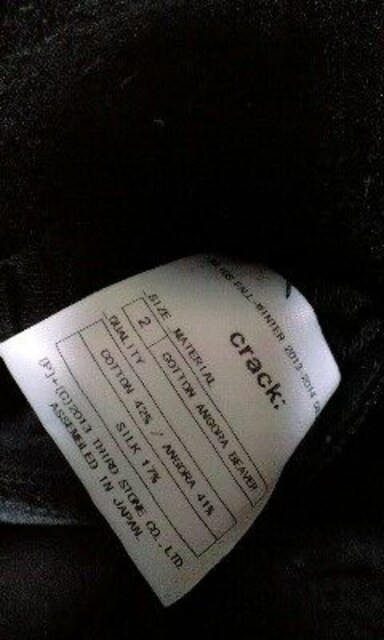 FALL-WINTER 2013-2014
crack:
SIZE MATERIAL
2 COTTON ANGORA BEAVER
QUALITY
COTTON 42% / ANGORA 41%
SILK 17%
(P)+(C)2013 THIRD STONE CO., LTD.
ASSEMBLED IN JAPAN.